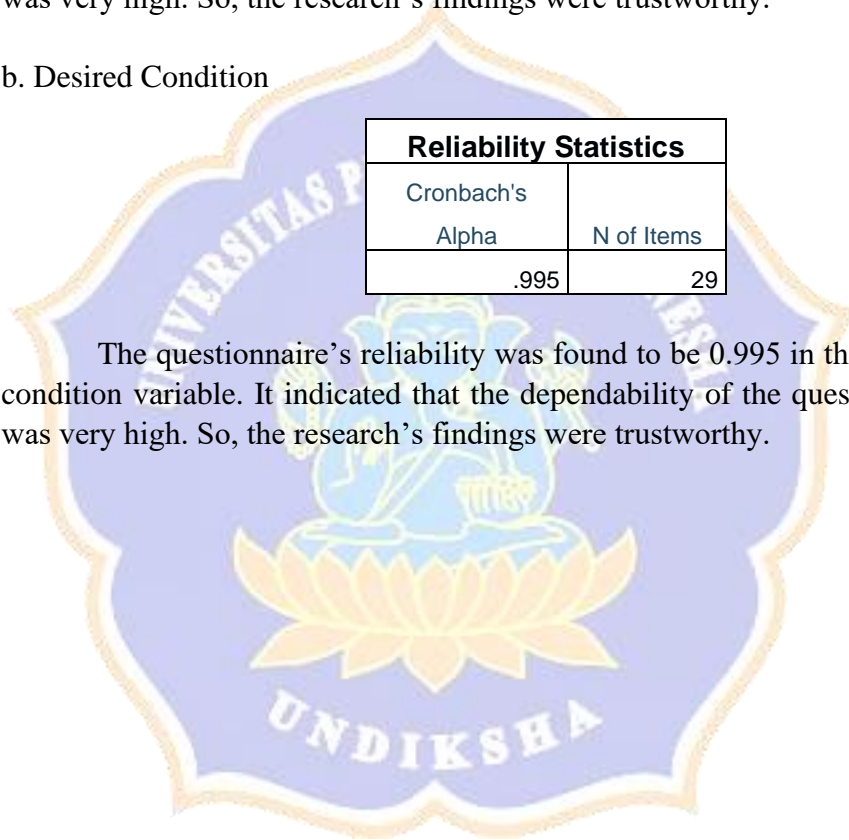 was very high. So, the research’s findings were trustworthy.
b. Desired Condition
Reliability Statistics
Cronbach's
Alpha N of Items
.995 29
The questionnaire’s reliability was found to be 0.995 in th
condition variable. It indicated that the dependability of the ques
was very high. So, the research’s findings were trustworthy.
UNDIKSHA